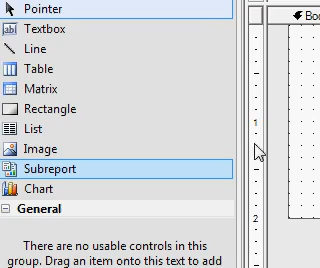 Pointer
Textbox
Line
Table
Matrix
Rectangle
List
Image
Subreport
Chart
General
There are no usable controls in this
group. Drag an item onto this text to add
1
2